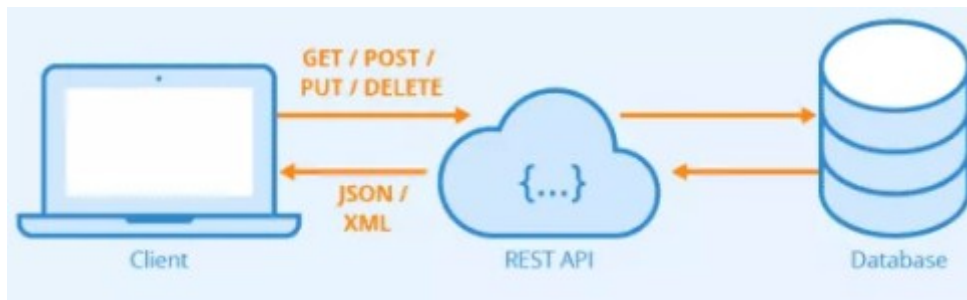 GET / POST /
PUT / DELETE
{...}
JSON /
XML
Client
REST API
Database